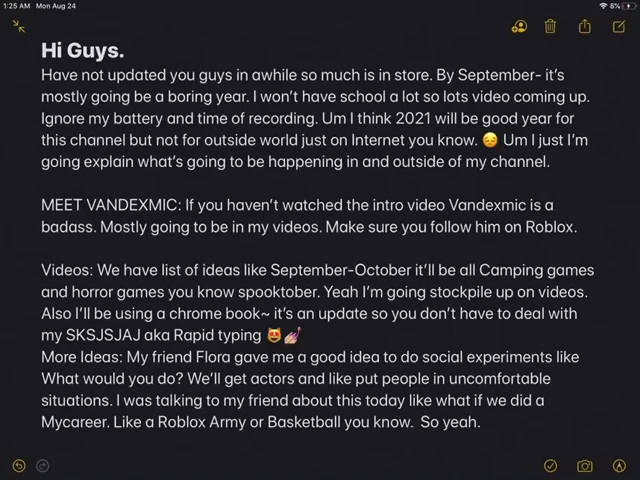 1:25 AM Mon Aug 24
8%
Hi Guys.
Have not updated you guys in awhile so much is in store. By September- it's
mostly going be a boring year. I won't have school a lot so lots video coming up.
Ignore my battery and time of recording. Um I think 2021 will be good year for
this channel but not for outside world just on Internet you know. 😔 Um I just I'm
going explain what's going to be happening in and outside of my channel.
MEET VANDEXMIC: If you haven't watched the intro video Vandexmic is a
badass. Mostly going to be in my videos. Make sure you follow him on Roblox.
Videos: We have list of ideas like September-October it'll be all Camping games
and horror games you know spooktober. Yeah I'm going stockpile up on videos.
Also I'll be using a chrome book~ it's an update so you don't have to deal with
my SKSJSJAJ aka Rapid typing 😻💅🏼
More Ideas: My friend Flora gave me a good idea to do social experiments like
What would you do? We'll get actors and like put people in uncomfortable
situations. I was talking to my friend about this today like what if we did a
Mycareer. Like a Roblox Army or Basketball you know.  So yeah.